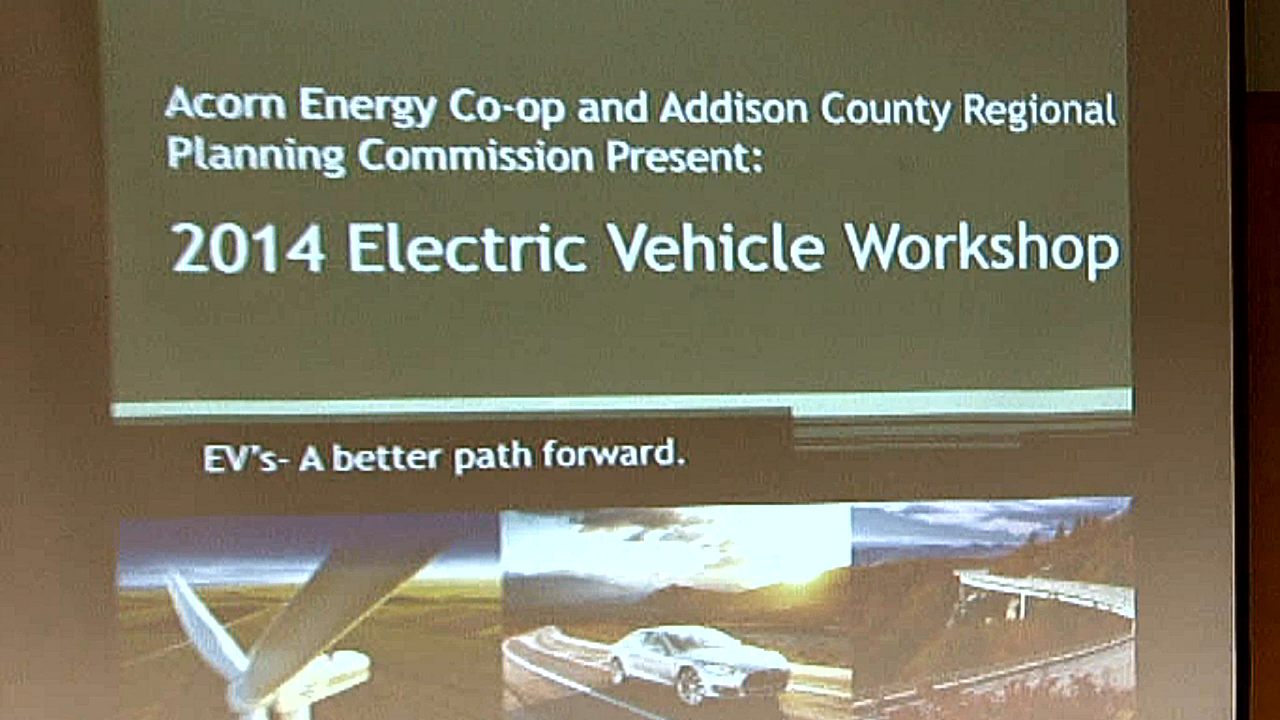 Acorn Energy Co-op and Addison County Regional
Planning Commission Present:
2014 Electric Vehicle Workshop
EV's- A better path forward.